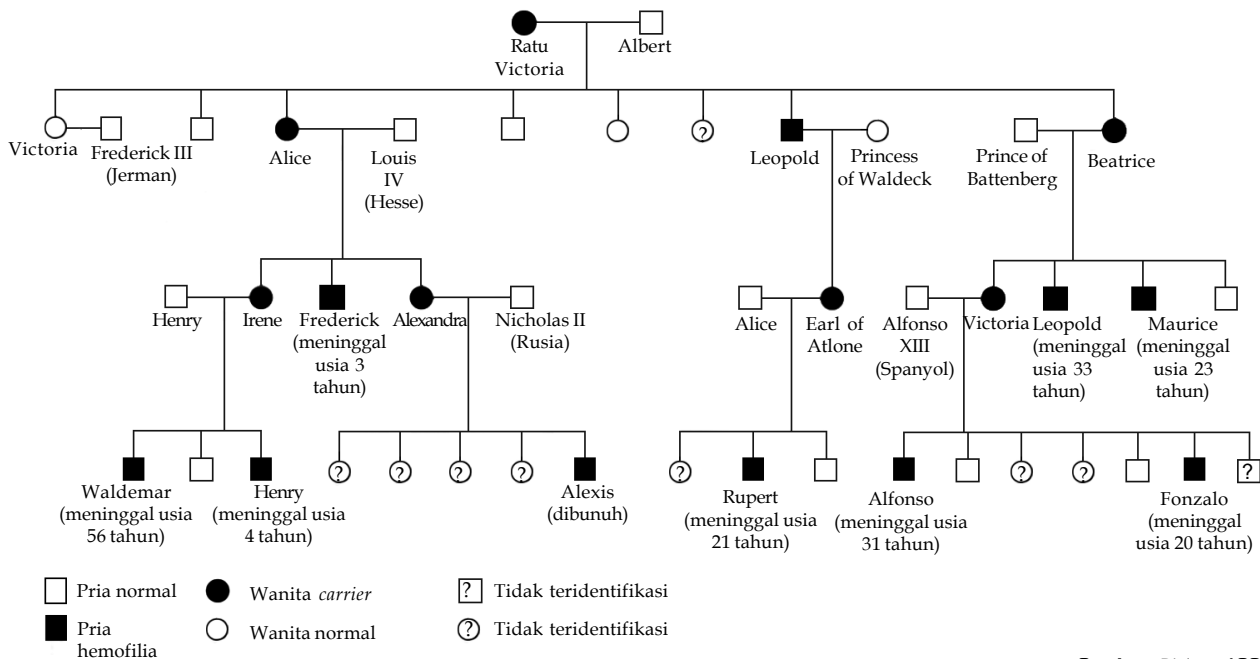 Ratu
Victoria
Albert
Victoria
Frederick III
(Jerman)
Alice
Louis
IV
(Hesse)
?
Leopold
Princess
of Waldeck
Prince of
Battenberg
Beatrice
Henry
Irene
Frederick
(meninggal
usia 3
tahun)
Alexandra
Nicholas II
(Rusia)
Alice
Earl of
Atlone
Alfonso
XIII
(Spanyol)
Victoria
Leopold
(meninggal
usia 33
tahun)
Maurice
(meninggal
usia 23
tahun)
Waldemar
(meninggal usia
56 tahun)
Henry
(meninggal usia
4 tahun)
? ? ? ?
Alexis
(dibunuh)
?
Rupert
(meninggal usia
21 tahun)
Alfonso
(meninggal usia
31 tahun)
? ?
Fonzalo
(meninggal
usia 20 tahun)
?
Pria normal
Wanita carrier
? Tidak teridentifikasi
Pria
hemofilia
Wanita normal
? Tidak teridentifikasi